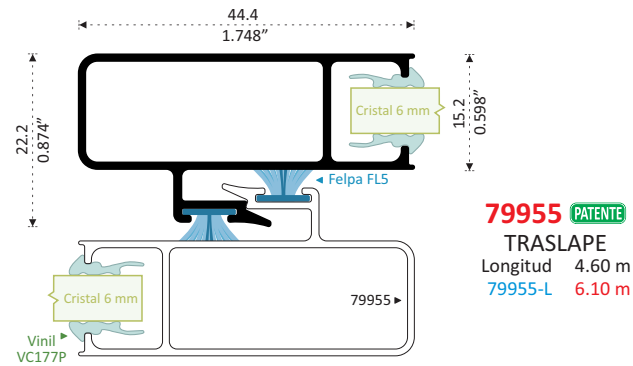 44.4
1.748"
22.2
0.874"
15.2
0.598"
Cristal 6 mm
Felpa FL5
79955 PATENTE
TRASLAPE
Longitud 4.60 m
79955-L 6.10 m
Cristal 6 mm
79955
Vinil
VC177P